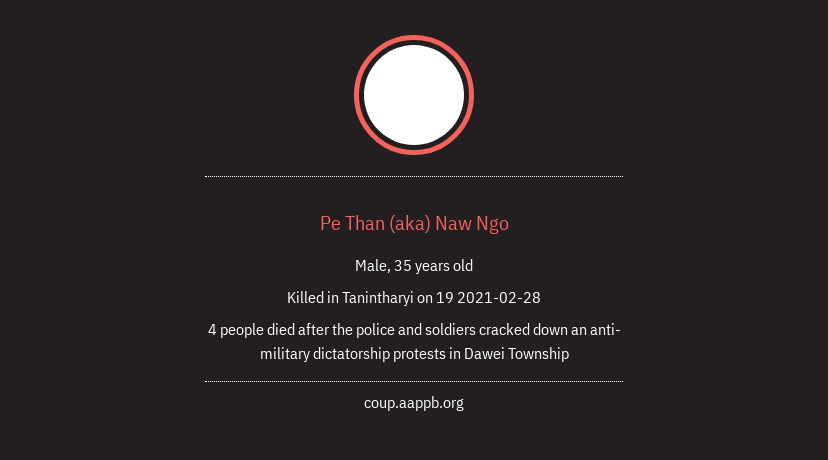 Pe Than (aka) Naw Ngo
Male, 35 years old
Killed in Tanintharyi on 19 2021-02-28
4 people died after the police and soldiers cracked down an anti-
military dictatorship protests in Dawei Township
coup.aappb.org